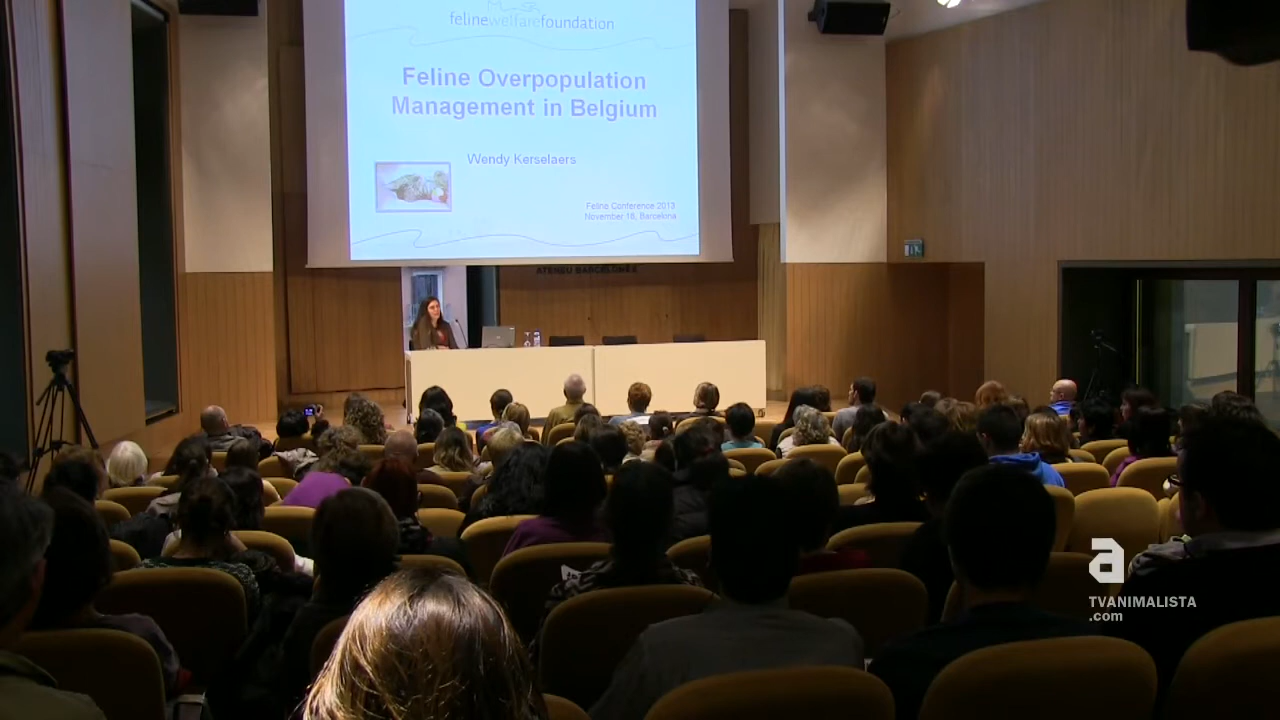 felinewelfarefoundation
Feline Overpopulation
Management in Belgium
Wendy Kerselaers
Feline Conference 2013
November 16, Barcelona
ATENEU BARCELONÈS
a
TVANIMALISTA
.com